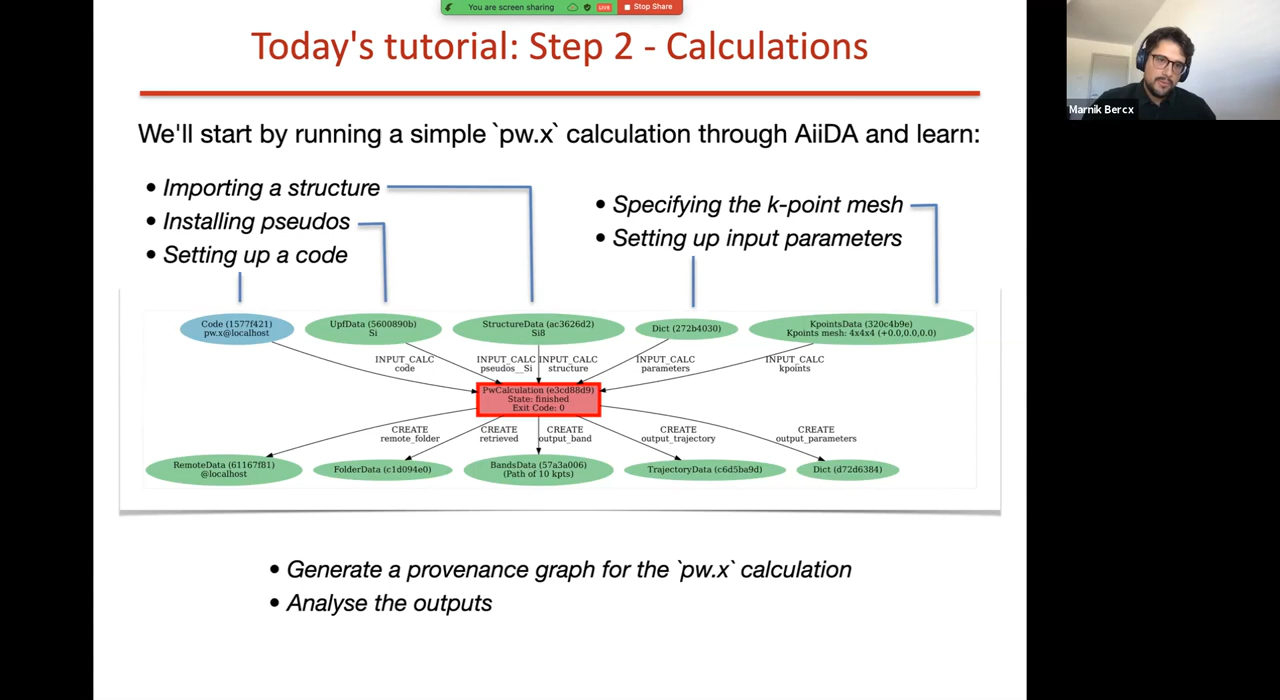 You are screen sharing
LIVE
Stop Share
Today's tutorial: Step 2 - Calculations
Marnik Bercx
We'll start by running a simple `pw.x` calculation through AiiDA and learn:
• Importing a structure
• Installing pseudos
• Setting up a code
• Specifying the k-point mesh
• Setting up input parameters
Code (1577f421)
pw.x@localhost
UpfData (5600890b)
Si
StructureData (ac3626d2)
Si8
Dict (272b4030)
KpointsData (320c4b9e)
Kpoints mesh: 4x4x4 (+0.0,0.0,0.0)
INPUT_CALC
code
INPUT_CALC
pseudos__Si
INPUT_CALC
structure
INPUT_CALC
parameters
INPUT_CALC
kpoints
PwCalculation (e3cd88d9)
State: finished
Exit Code: 0
CREATE
remote_folder
CREATE
retrieved
CREATE
output_band
CREATE
output_trajectory
CREATE
output_parameters
RemoteData (61167f81)
@localhost
FolderData (c1d094e0)
BandsData (57a3a006)
(Path of 10 kpts)
TrajectoryData (c6d5ba9d)
Dict (d72d6384)
• Generate a provenance graph for the `pw.x` calculation
• Analyse the outputs